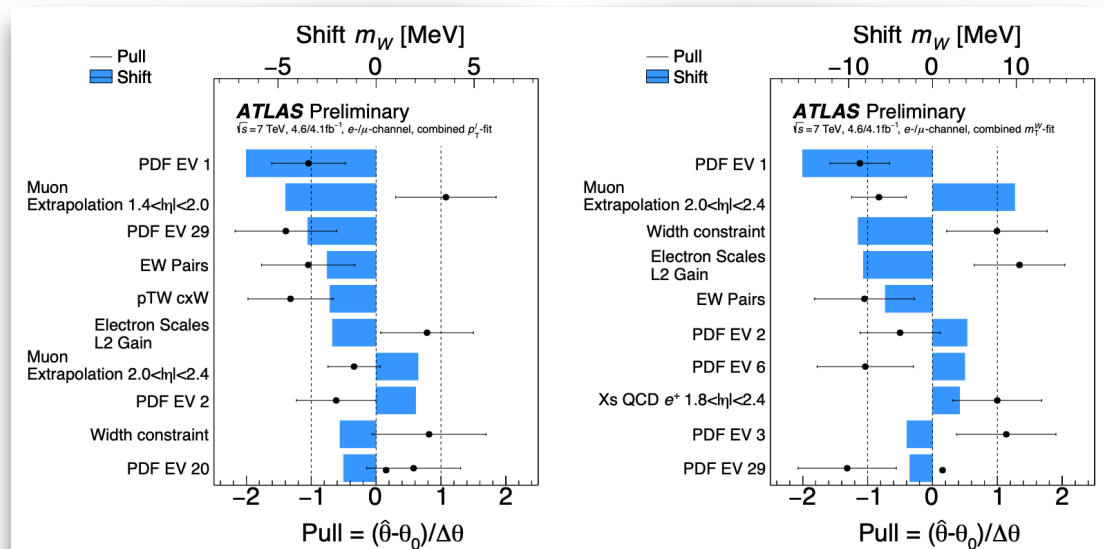 Shift m_W [MeV]
Pull
Shift
−5 0 5
ATLAS Preliminary
√s = 7 TeV, 4.6/4.1fb⁻¹, e-/μ-channel, combined p_T^l-fit
PDF EV 1
Muon
Extrapolation 1.4<|η|<2.0
PDF EV 29
EW Pairs
pTW cxW
Electron Scales
L2 Gain
Muon
Extrapolation 2.0<|η|<2.4
PDF EV 2
Width constraint
PDF EV 20
−2 −1 0 1 2
Pull = (θ̂-θ₀)/Δθ
Shift m_W [MeV]
Pull
Shift
−10 0 10
ATLAS Preliminary
√s = 7 TeV, 4.6/4.1fb⁻¹, e-/μ-channel, combined m_T^W-fit
PDF EV 1
Muon
Extrapolation 2.0<|η|<2.4
Width constraint
Electron Scales
L2 Gain
EW Pairs
PDF EV 2
PDF EV 6
Xs QCD e⁺ 1.8<|η|<2.4
PDF EV 3
PDF EV 29
−2 −1 0 1 2
Pull = (θ̂-θ₀)/Δθ